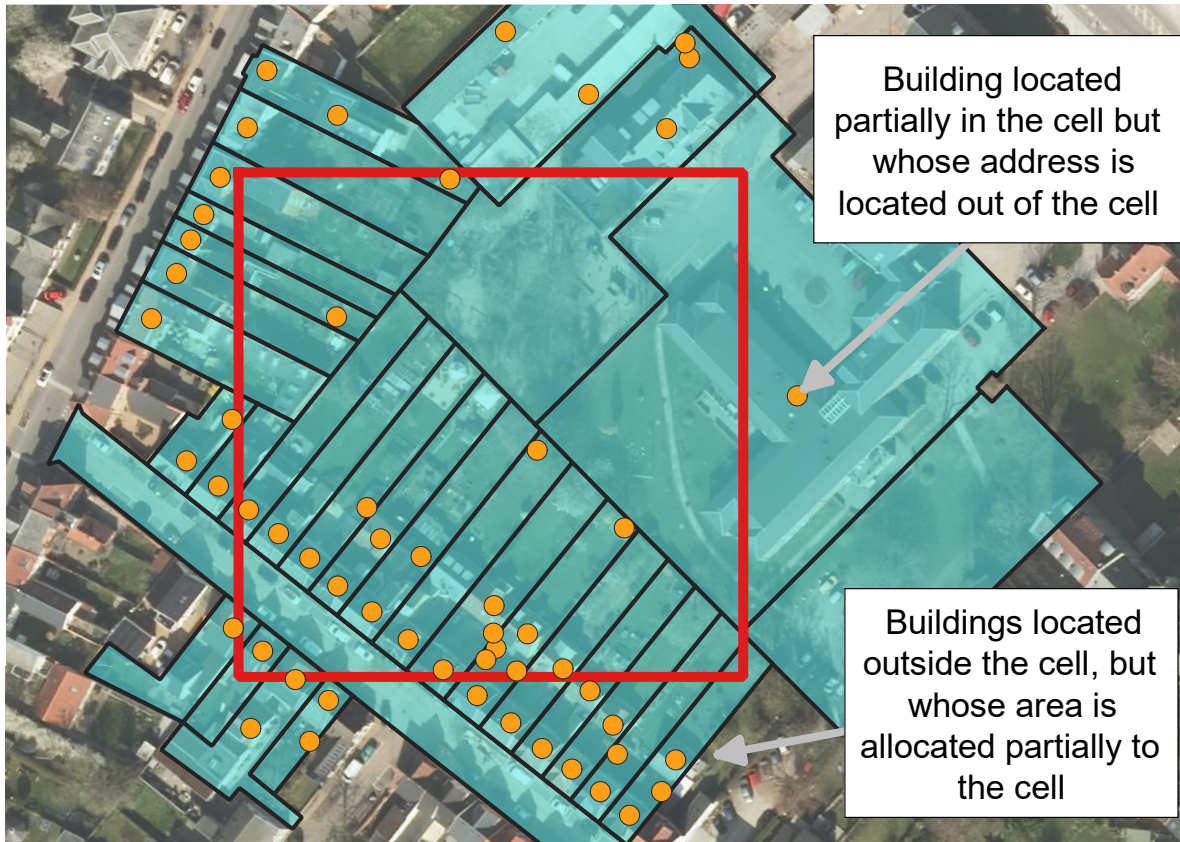 Building located
partially in the cell but
whose address is
located out of the cell
Buildings located
outside the cell, but
whose area is
allocated partially to
the cell